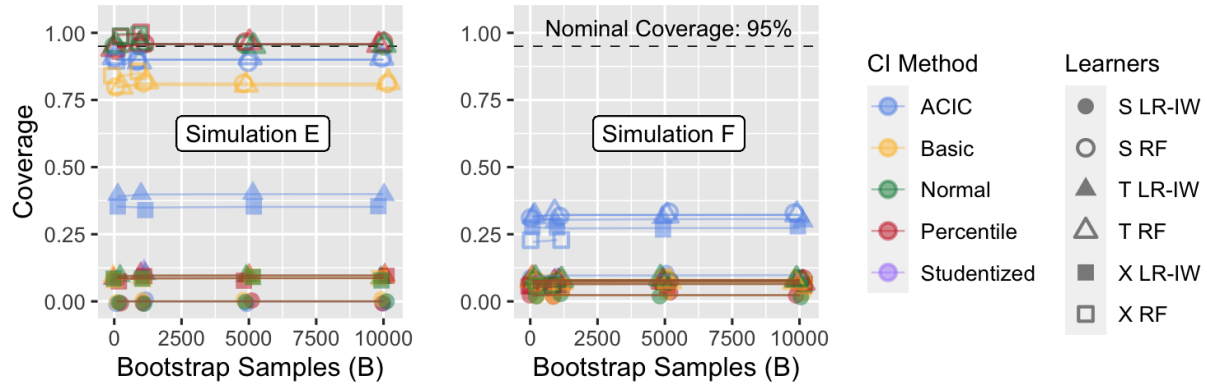 Coverage
1.00
0.75
0.50
0.25
0.00
Simulation E
0 2500 5000 7500 10000
Bootstrap Samples (B)
1.00
0.75
0.50
0.25
0.00
Nominal Coverage: 95%
Simulation F
0 2500 5000 7500 10000
Bootstrap Samples (B)
CI Method
ACIC
Basic
Normal
Percentile
Studentized
Learners
S LR-IW
S RF
T LR-IW
T RF
X LR-IW
X RF